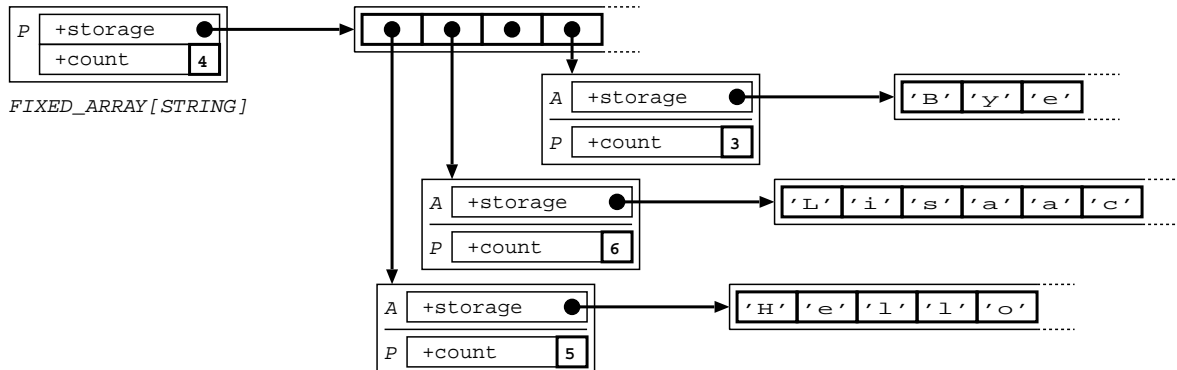 P +storage
+count 4
FIXED_ARRAY[STRING]
A +storage 'B' 'y' 'e'
P +count 3
A +storage 'L' 'i' 's' 'a' 'a' 'c'
P +count 6
A +storage 'H' 'e' 'l' 'l' 'o'
P +count 5